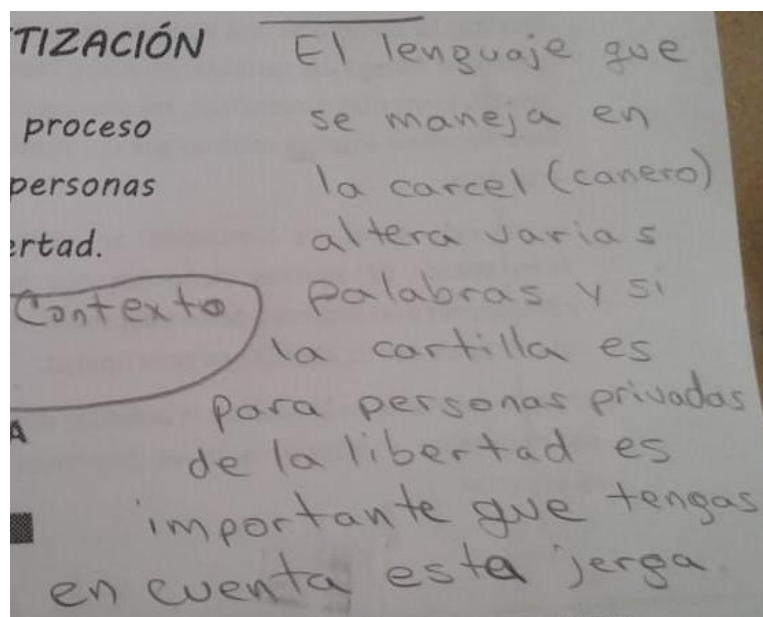 TIZACIÓN
proceso
personas
ertad.
Contexto
A
El lenguaje que
se maneja en
la carcel (canero)
altera varias
palabras y si
la cartilla es
para personas privadas
de la libertad es
importante que tengas
en cuenta esta jerga.